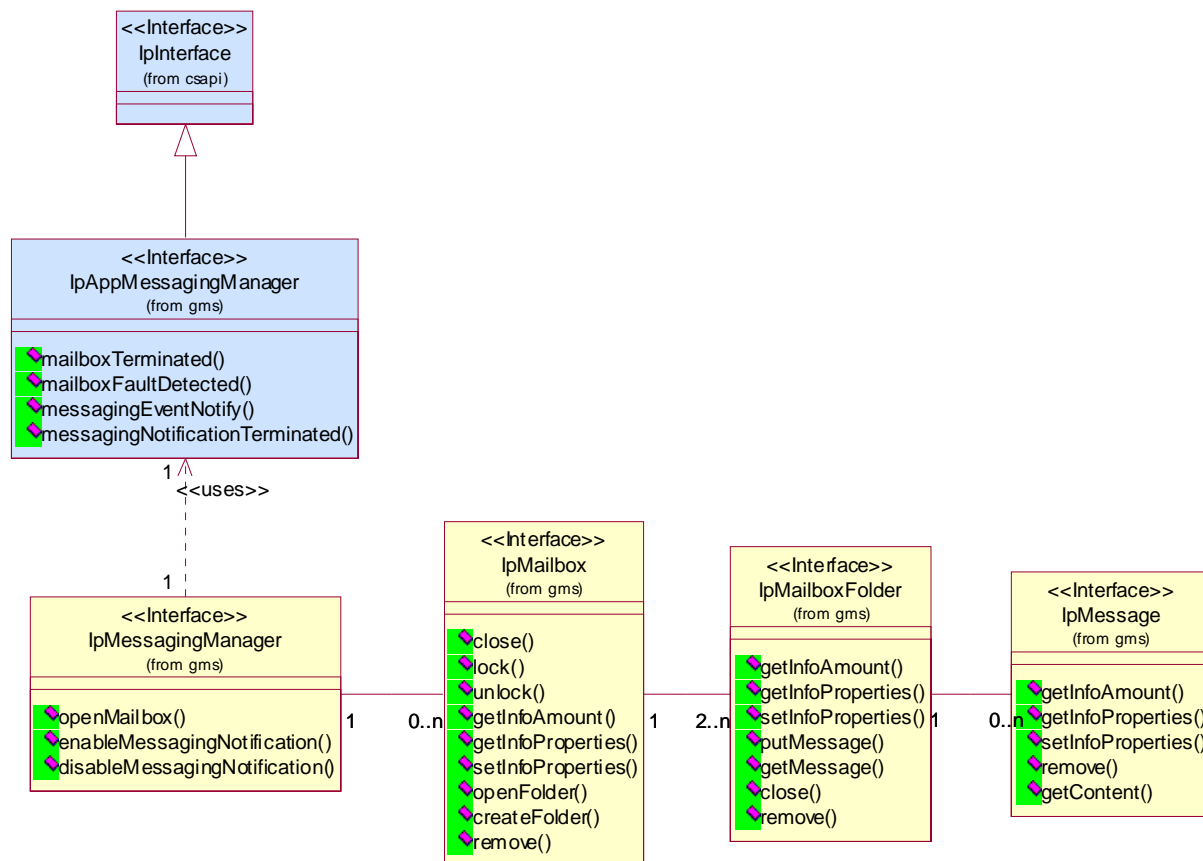 <<Interface>>
IpInterface
(from csapi)
<<Interface>>
IpAppMessagingManager
(from gms)
mailboxTerminated()
mailboxFaultDetected()
messagingEventNotify()
messagingNotificationTerminated()
1
<<uses>>
1
<<Interface>>
IpMessagingManager
(from gms)
openMailbox()
enableMessagingNotification()
disableMessagingNotification()
1
0..n
<<Interface>>
IpMailbox
(from gms)
close()
lock()
unlock()
getInfoAmount()
getInfoProperties()
setInfoProperties()
openFolder()
createFolder()
remove()
1
2..n
<<Interface>>
IpMailboxFolder
(from gms)
getInfoAmount()
getInfoProperties()
setInfoProperties()
putMessage()
getMessage()
close()
remove()
1
0..n
<<Interface>>
IpMessage
(from gms)
getInfoAmount()
getInfoProperties()
setInfoProperties()
remove()
getContent()